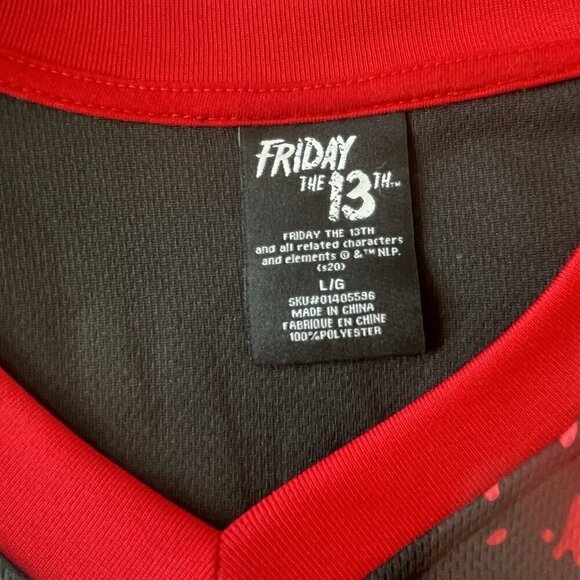 FRIDAY
THE 13TH™
FRIDAY THE 13TH
and all related characters
and elements © & ™ NLP.
(s20)
L/G
SKU#01405596
MADE IN CHINA
FABRIQUE EN CHINE
100%POLYESTER